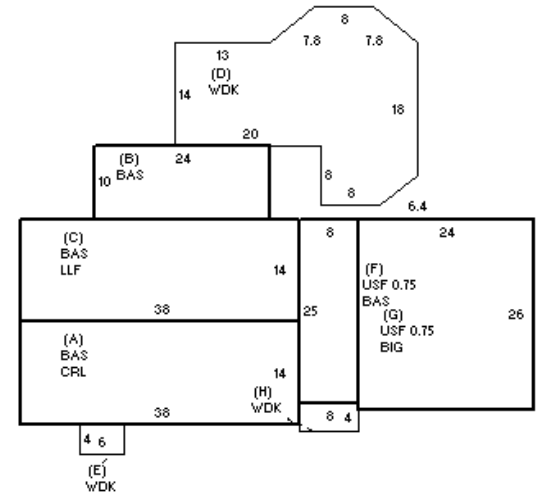 8
7.8 7.8
13
(D)
WDK
14
18
20
(B) 24
BAS
10
8
8
6.4
(C)
BAS
LLF
14
38
8
24
(F)
USF 0.75
BAS
(G)
USF 0.75
BIG
25
26
(A)
BAS
CRL
14
(H)
WDK
38
8 4
4 6
(E)
WDK